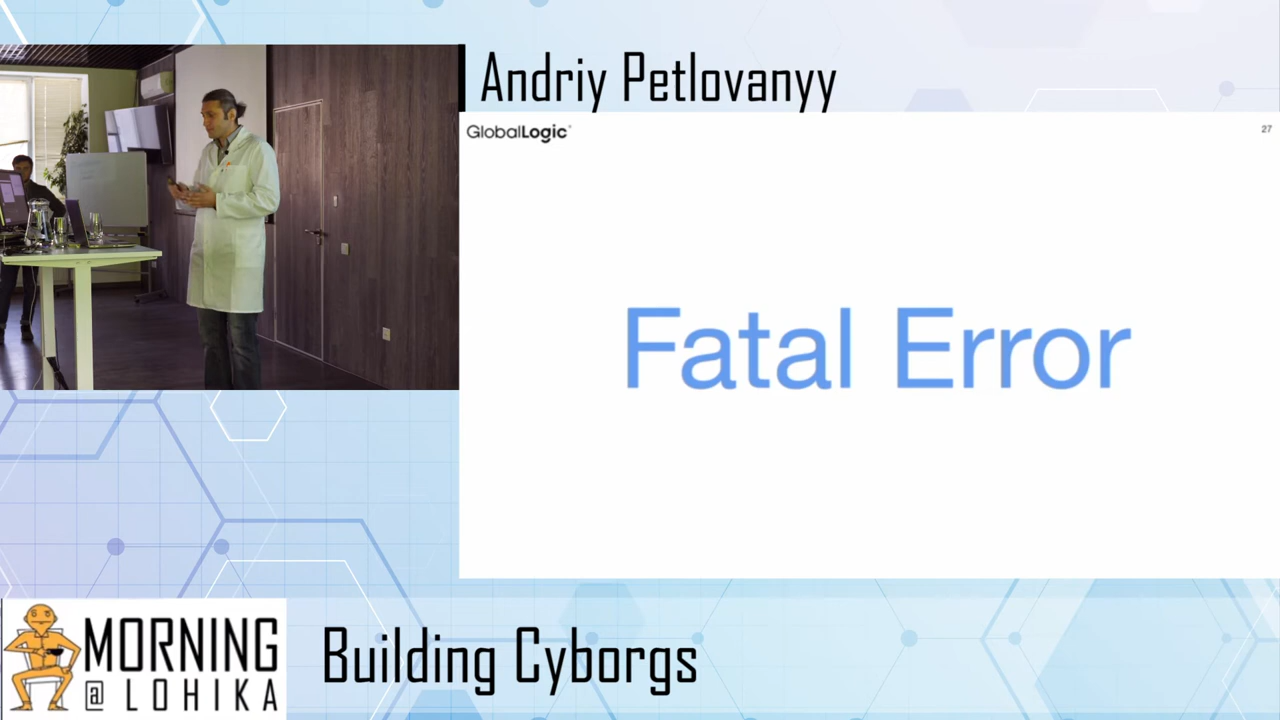 Andriy Petlovanyy
GlobalLogic
27
Fatal Error
MORNING
@ LOHIKA
Building Cyborgs